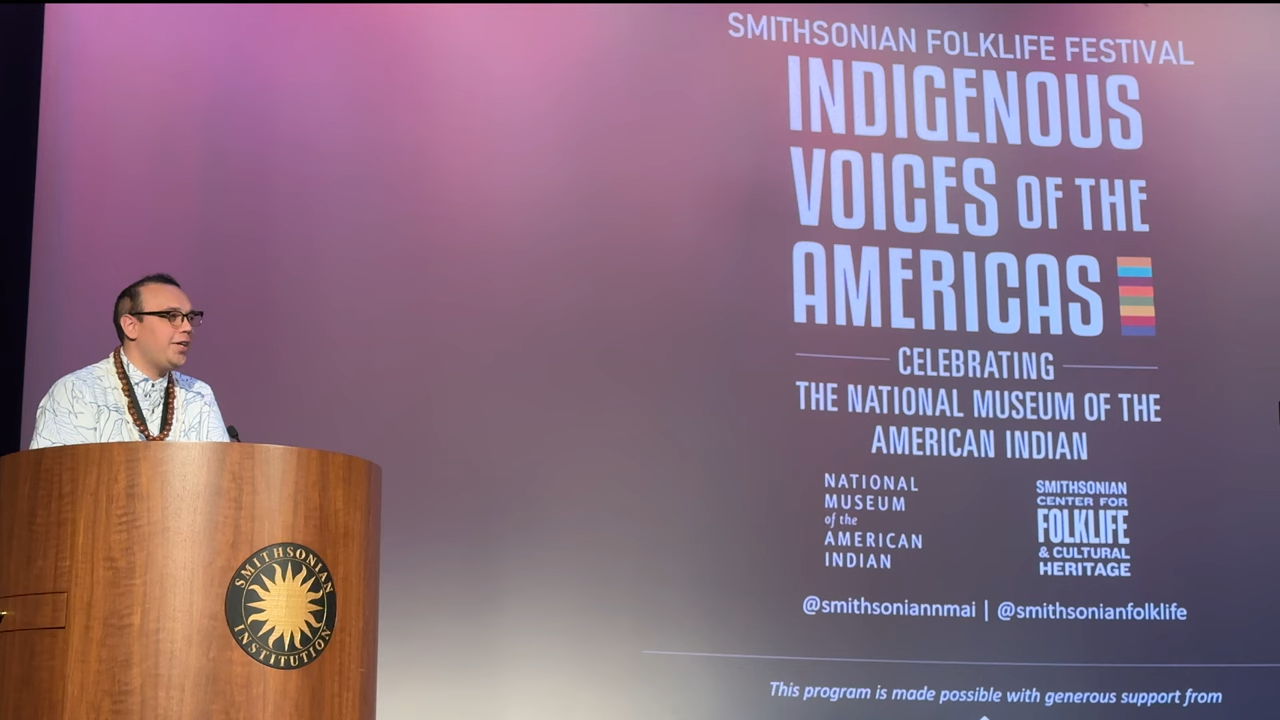 SMITHSONIAN FOLKLIFE FESTIVAL
INDIGENOUS
VOICES OF THE
AMERICAS
CELEBRATING
THE NATIONAL MUSEUM OF THE
AMERICAN INDIAN
NATIONAL
MUSEUM
of the
AMERICAN
INDIAN
SMITHSONIAN
CENTER FOR
FOLKLIFE
& CULTURAL
HERITAGE
@smithsoniannmai | @smithsonianfolklife
This program is made possible with generous support from
SMITHSONIAN
INSTITUTION